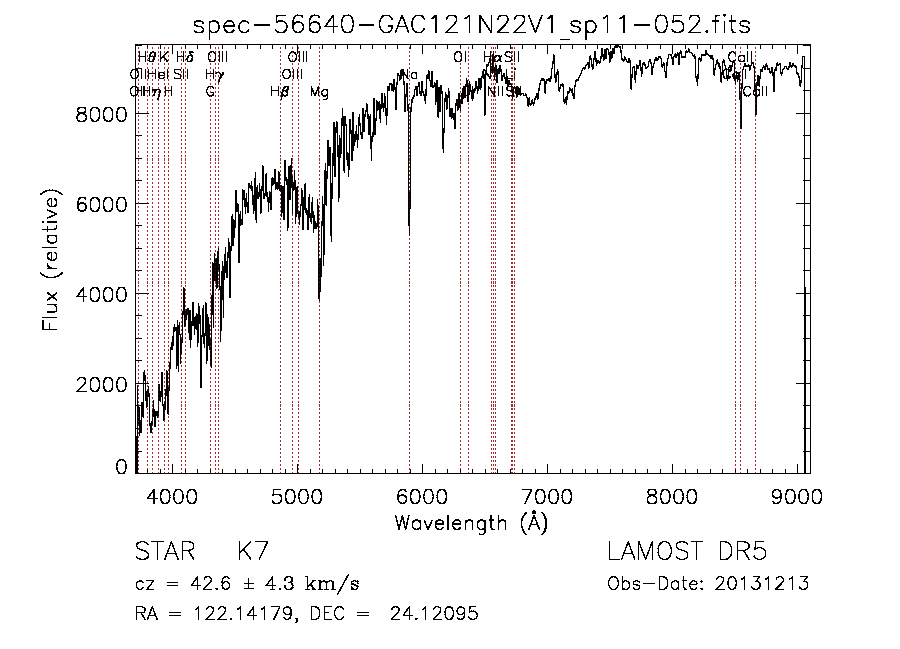 spec-56640-GAC121N22V1_sp11-052.fits
Hθ K Hδ OIII OIII OI Hα SII CaII
OII HeI SII Hγ OIII Na
Hη H G Hβ Mg NII CaII
8000
6000
4000
2000
0
Flux (relative)
4000 5000 6000 7000 8000 9000
Wavelength (Å)
STAR K7 LAMOST DR5
cz = 42.6 ± 4.3 km/s Obs-Date: 20131213
RA = 122.14179, DEC = 24.12095